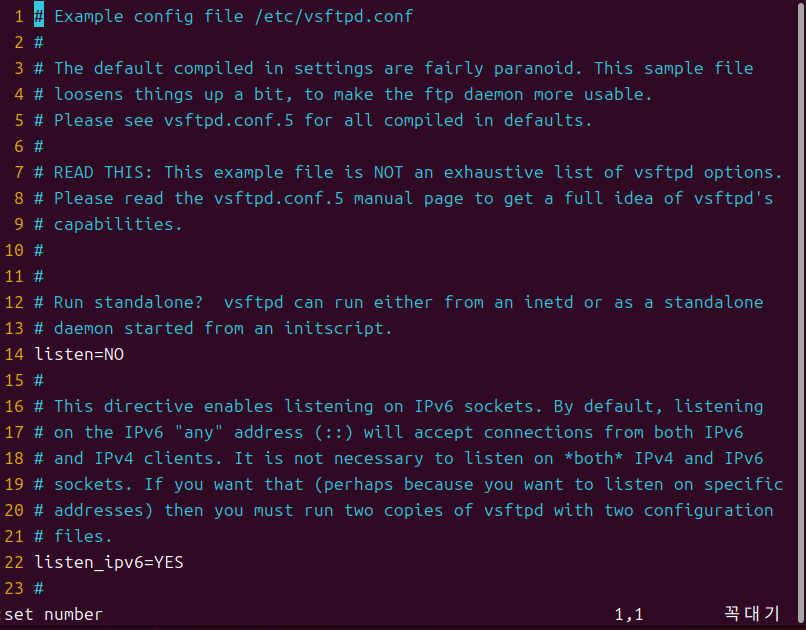 1 # Example config file /etc/vsftpd.conf
2 #
3 # The default compiled in settings are fairly paranoid. This sample file
4 # loosens things up a bit, to make the ftp daemon more usable.
5 # Please see vsftpd.conf.5 for all compiled in defaults.
6 #
7 # READ THIS: This example file is NOT an exhaustive list of vsftpd options.
8 # Please read the vsftpd.conf.5 manual page to get a full idea of vsftpd's
9 # capabilities.
10 #
11 #
12 # Run standalone?  vsftpd can run either from an inetd or as a standalone
13 # daemon started from an initscript.
14 listen=NO
15 #
16 # This directive enables listening on IPv6 sockets. By default, listening
17 # on the IPv6 "any" address (::) will accept connections from both IPv6
18 # and IPv4 clients. It is not necessary to listen on *both* IPv4 and IPv6
19 # sockets. If you want that (perhaps because you want to listen on specific
20 # addresses) then you must run two copies of vsftpd with two configuration
21 # files.
22 listen_ipv6=YES
23 #
:set number 1,1 꼭대기